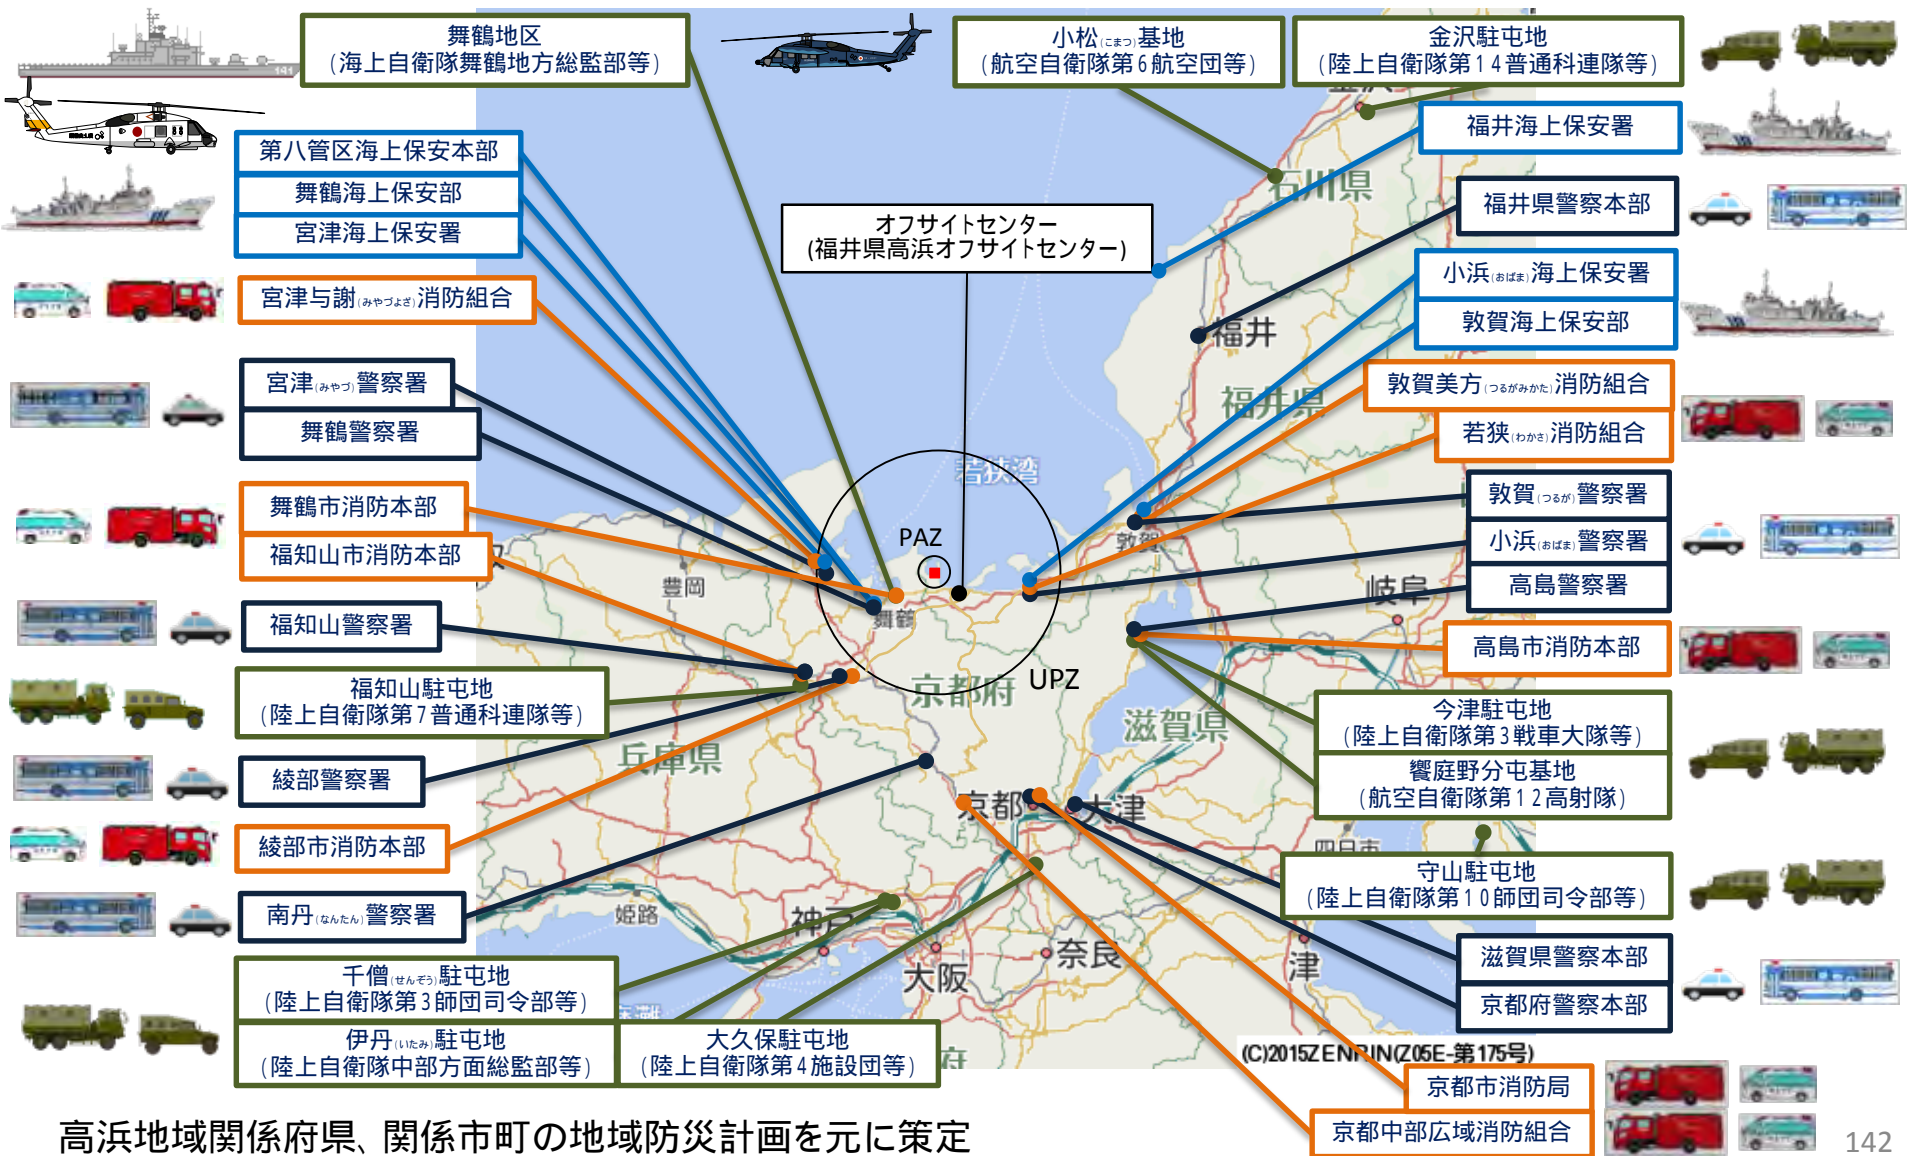 舞鶴地区
(海上自衛隊舞鶴地方総監部等)
小松(こまつ)基地
(航空自衛隊第6航空団等)
金沢駐屯地
(陸上自衛隊第14普通科連隊等)
141
第八管区海上保安本部
舞鶴海上保安部
宮津海上保安署
宮津与謝(みやづよさ)消防組合
宮津(みやづ)警察署
舞鶴警察署
舞鶴市消防本部
福知山市消防本部
福知山警察署
福知山駐屯地
(陸上自衛隊第7普通科連隊等)
綾部警察署
綾部市消防本部
南丹(なんたん)警察署
千僧(せんぞう)駐屯地
(陸上自衛隊第3師団司令部等)
伊丹(いたみ)駐屯地
(陸上自衛隊中部方面総監部等)
大久保駐屯地
(陸上自衛隊第4施設団等)
オフサイトセンター
(福井県高浜オフサイトセンター)
福井海上保安署
福井県警察本部
小浜(おばま)海上保安署
敦賀海上保安部
敦賀美方(つるがみかた)消防組合
若狭(わかさ)消防組合
敦賀(つるが)警察署
小浜(おばま)警察署
高島警察署
高島市消防本部
今津駐屯地
(陸上自衛隊第3戦車大隊等)
饗庭野分屯基地
(航空自衛隊第12高射隊)
守山駐屯地
(陸上自衛隊第10師団司令部等)
滋賀県警察本部
京都府警察本部
京都市消防局
京都中部広域消防組合
石川県
福井
福井県
若狭湾
PAZ
UPZ
敦賀
豊岡
舞鶴
岐阜
京都府
滋賀県
兵庫県
京都
大津
四日市
姫路
神戸
大阪
奈良
津
(C)2015ZENRIN(Z05E-第175号)
高浜地域関係府県、関係市町の地域防災計画を元に策定
142